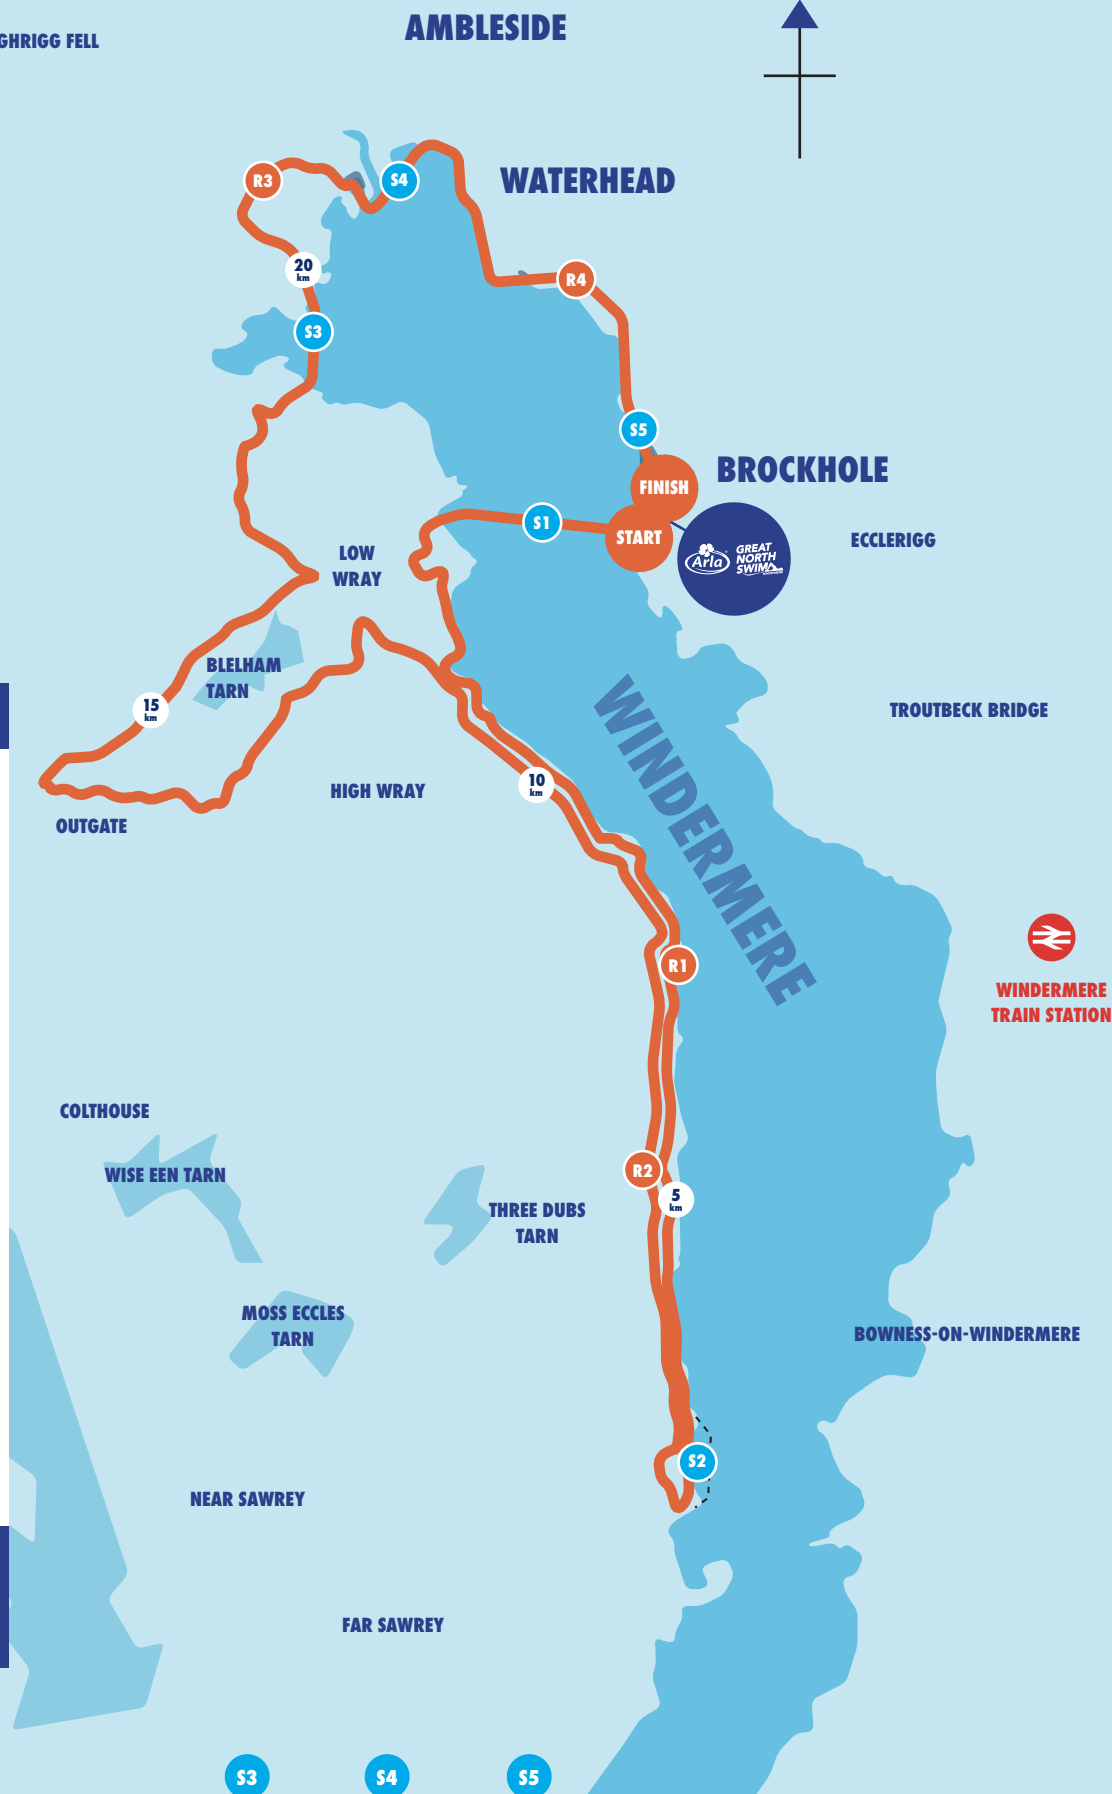 AMBLESIDE
GHRIGG FELL
WATERHEAD
R3
S4
20
km
R4
S3
S5
BROCKHOLE
FINISH
S1
START
ECCLERIGG
Arla
GREAT
NORTH
SWIM
LOW
WRAY
BLELHAM
TARN
15
km
TROUTBECK BRIDGE
WINDERMERE
HIGH WRAY
10
km
OUTGATE
R1
WINDERMERE
TRAIN STATION
COLTHOUSE
WISE EEN TARN
R2
5
km
THREE DUBS
TARN
MOSS ECCLES
TARN
BOWNESS-ON-WINDERMERE
S2
NEAR SAWREY
FAR SAWREY
S3
S4
S5